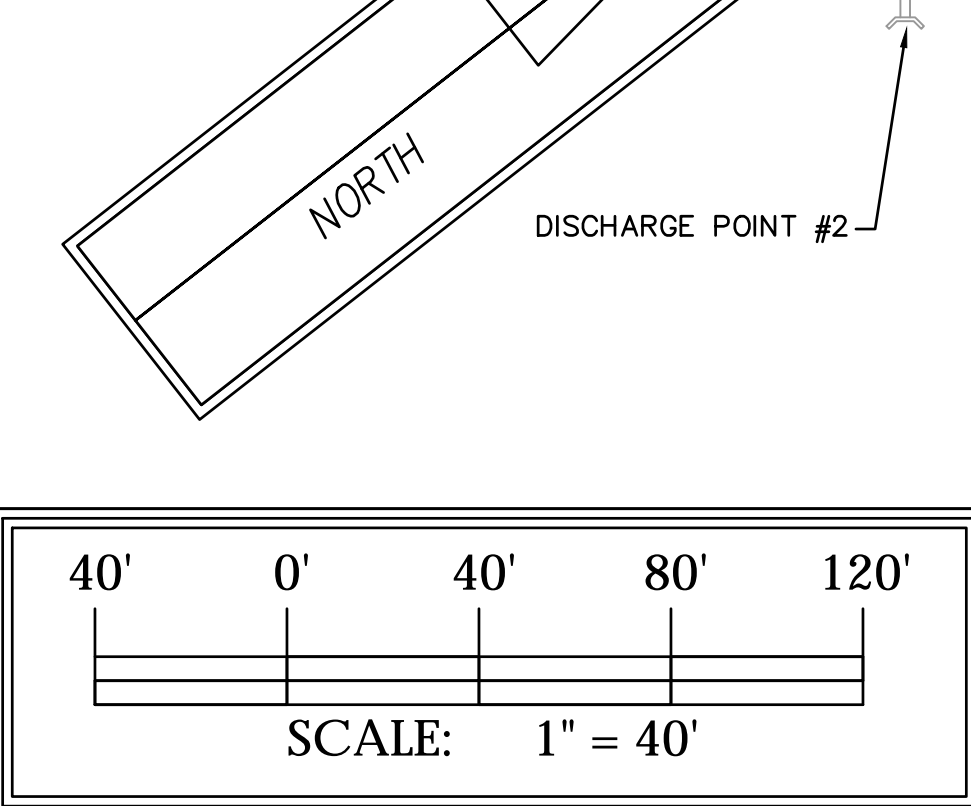 NORTH
DISCHARGE POINT #2
40' 0' 40' 80' 120'
SCALE: 1" = 40'